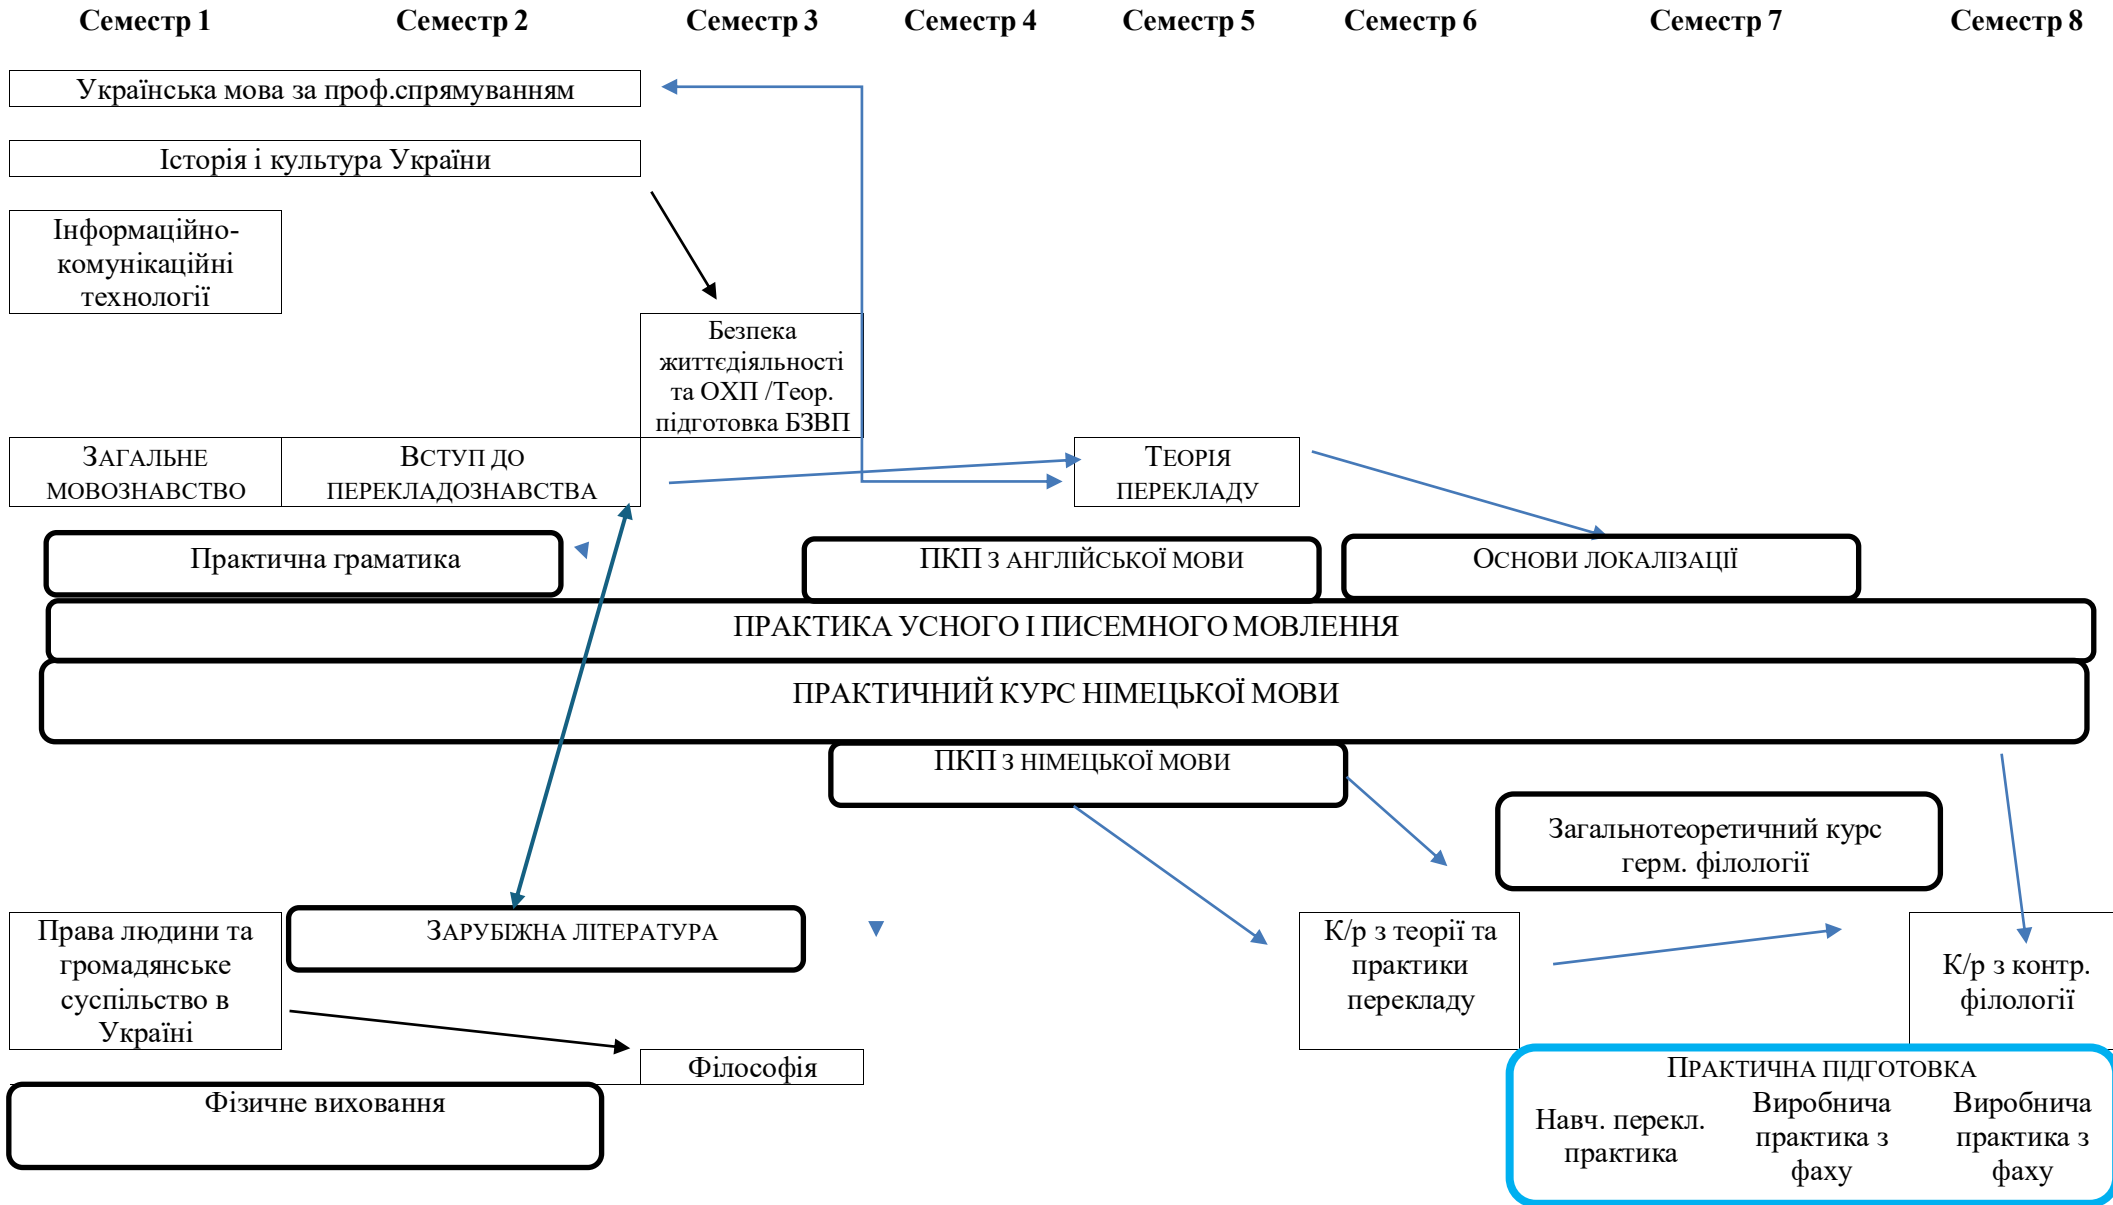 Семестр 1 Семестр 2 Семестр 3 Семестр 4 Семестр 5 Семестр 6 Семестр 7 Семестр 8
Українська мова за проф.спрямуванням
Історія і культура України
Інформаційно-
комунікаційні
технології
Безпека
життєдіяльності
та ОХП /Теор.
підготовка БЗВП
ЗАГАЛЬНЕ
МОВОЗНАВСТВО
ВСТУП ДО
ПЕРЕКЛАДОЗНАВСТВА
ТЕОРІЯ
ПЕРЕКЛАДУ
Практична граматика
ПКП З АНГЛІЙСЬКОЇ МОВИ
ОСНОВИ ЛОКАЛІЗАЦІЇ
ПРАКТИКА УСНОГО І ПИСЕМНОГО МОВЛЕННЯ
ПРАКТИЧНИЙ КУРС НІМЕЦЬКОЇ МОВИ
ПКП З НІМЕЦЬКОЇ МОВИ
Загальнотеоретичний курс
герм. філології
Права людини та
громадянське
суспільство в
Україні
ЗАРУБІЖНА ЛІТЕРАТУРА
К/р з теорії та
практики
перекладу
К/р з контр.
філології
Філософія
Фізичне виховання
ПРАКТИЧНА ПІДГОТОВКА
Навч. перекл.
практика
Виробнича
практика з
фаху
Виробнича
практика з
фаху